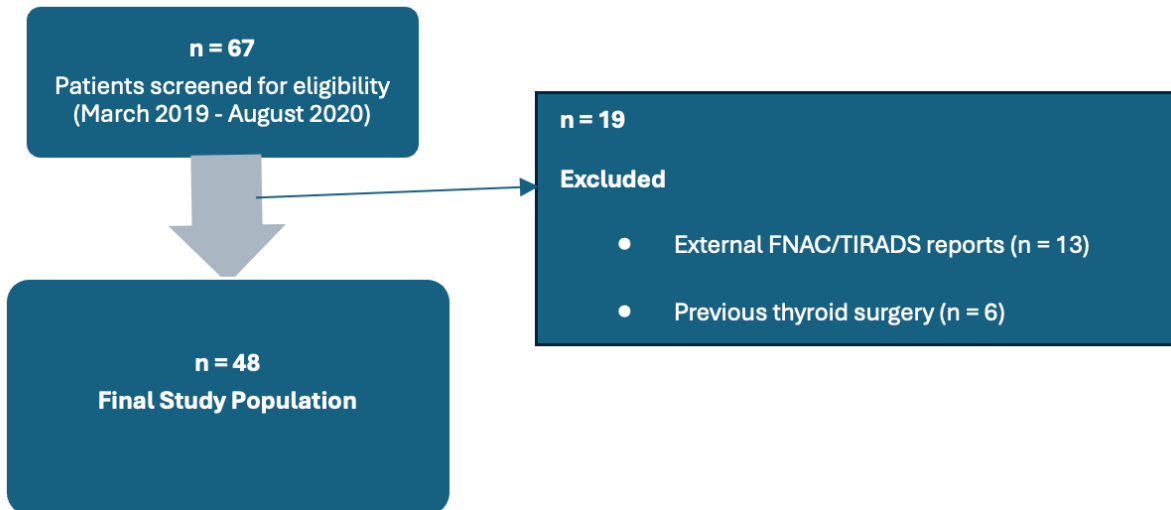 n = 67
Patients screened for eligibility
(March 2019 - August 2020)
n = 19
Excluded
● External FNAC/TIRADS reports (n = 13)
● Previous thyroid surgery (n = 6)
n = 48
Final Study Population